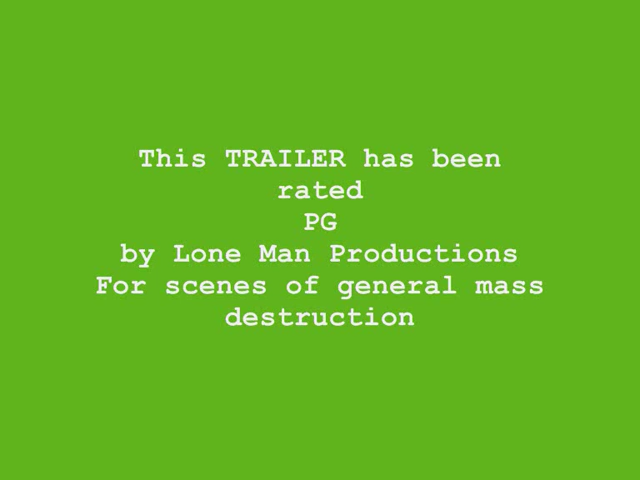 This TRAILER has been
rated
PG
by Lone Man Productions
For scenes of general mass
destruction